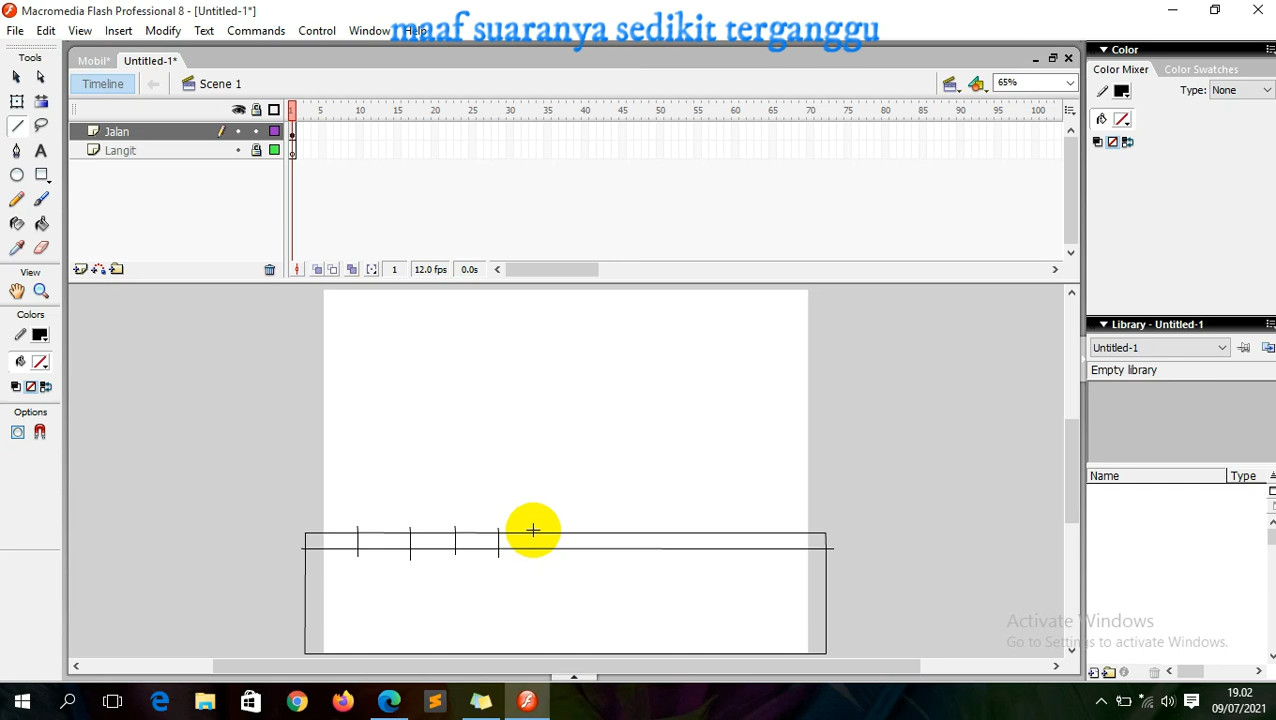 Macromedia Flash Professional 8 - [Untitled-1*]
maaf suaranya sedikit terganggu
File Edit View Insert Modify Text Commands Control Window Help
Tools
Mobil* Untitled-1*
Color
Color Mixer Color Swatches
Timeline Scene 1 65%
Type: None
1 5 10 15 20 25 30 35 40 45 50 55 60 65 70 75 80 85 90 95 100
Jalan
Langit
1 12.0 fps 0.0s
View
Colors
Options
Library - Untitled-1
Untitled-1
Empty library
Name Type
Activate Windows
Go to Settings to activate Windows.
19.02
09/07/2021